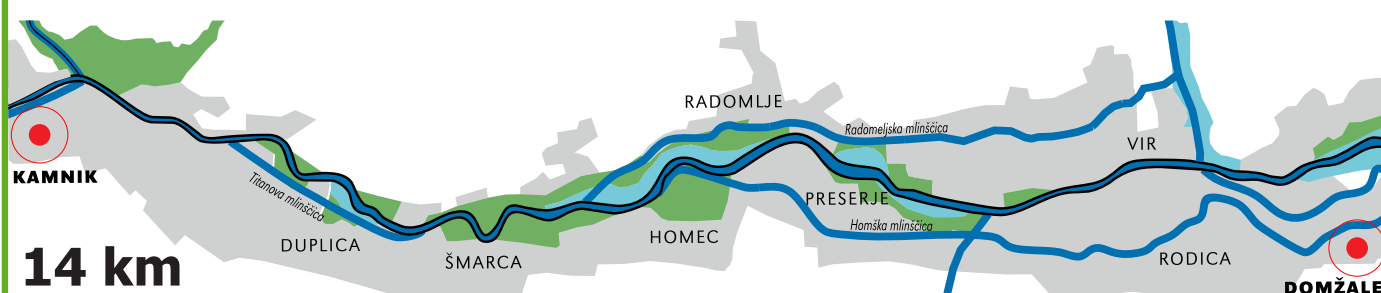 RADOMLJE
Radomeljska mlinščica
VIR
KAMNIK
Titanova mlinščica
PRESERJE
Homška mlinščica
DUPLICA
HOMEC
ŠMARCA
RODICA
14 km
DOMŽALE